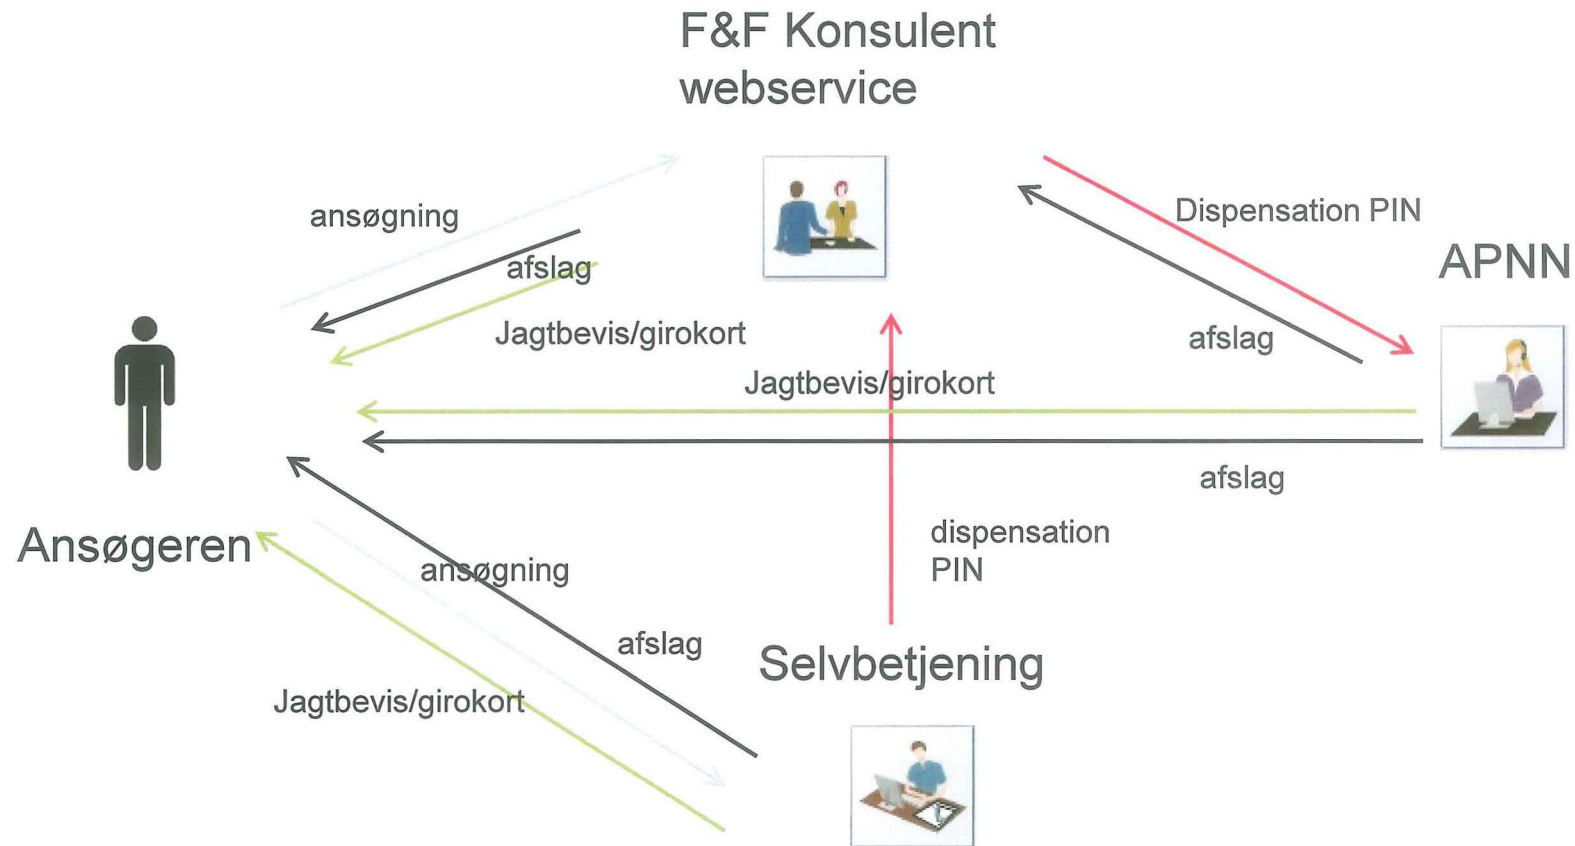 F&F Konsulent
webservice
ansøgning
afslag
Jagtbevis/girokort
Dispensation PIN
APNN
afslag
Jagtbevis/girokort
afslag
Ansøgeren
dispensation
PIN
ansøgning
afslag
Selvbetjening
Jagtbevis/girokort